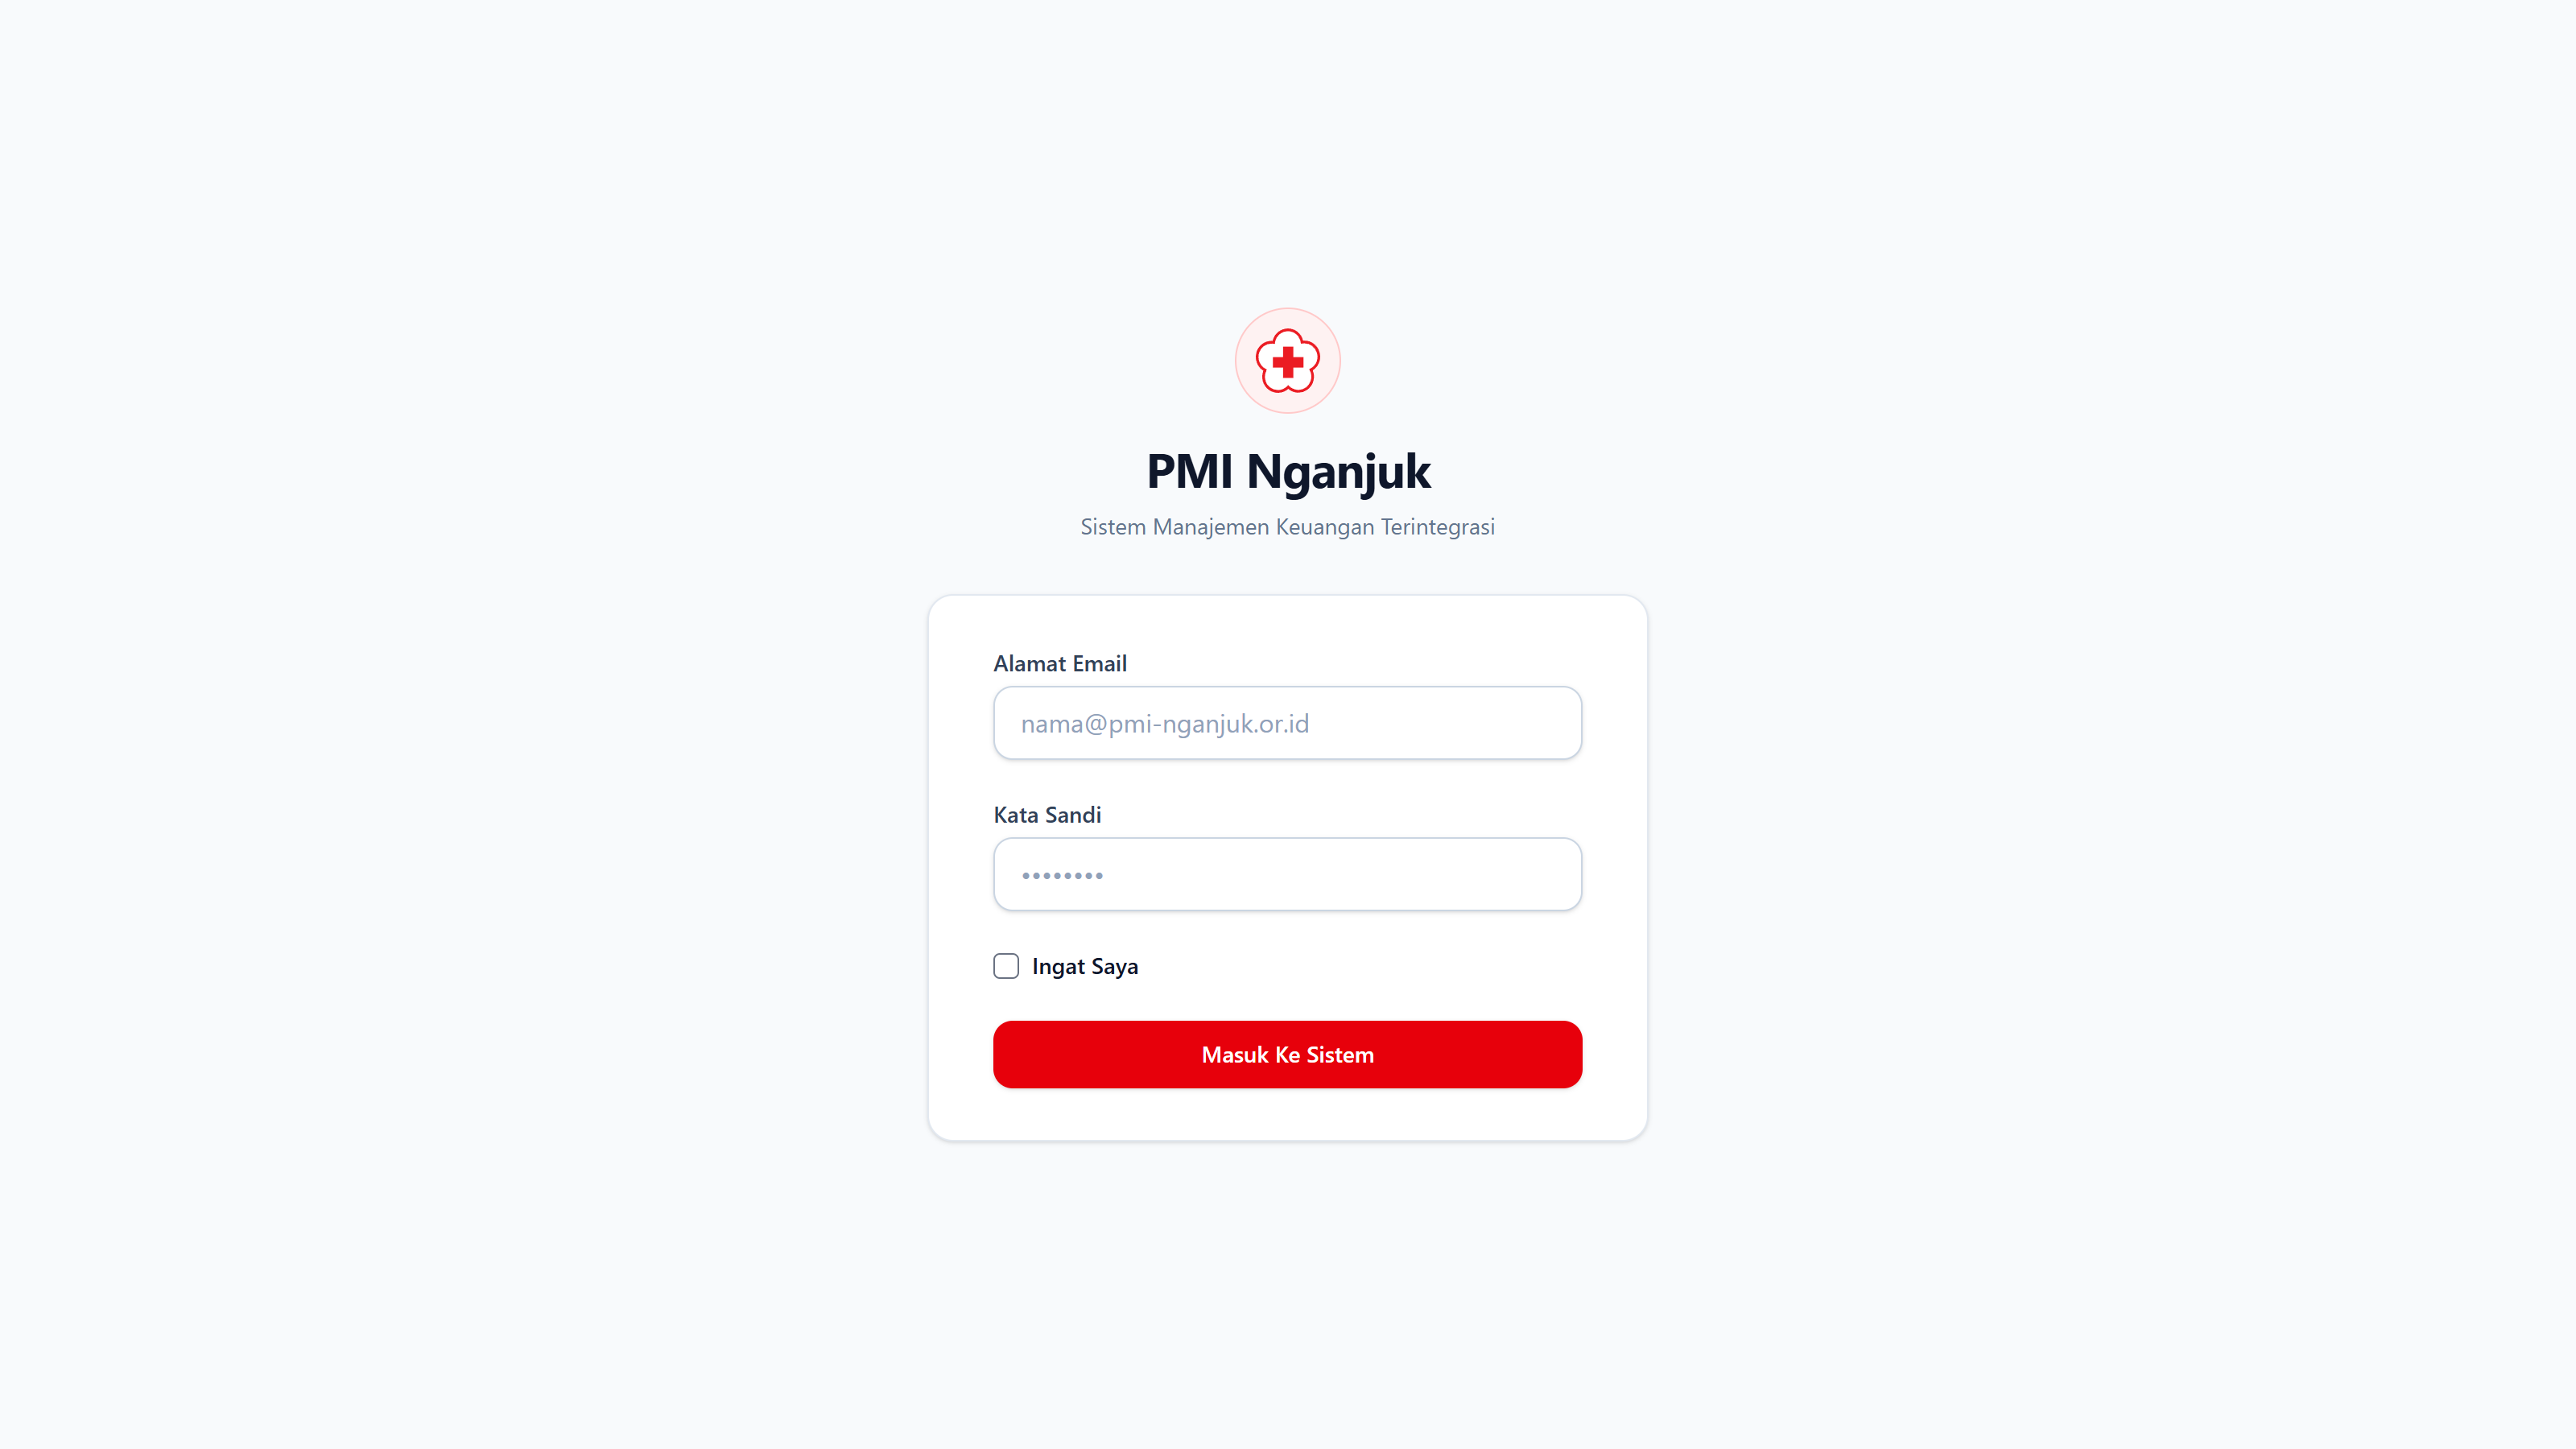 PMI Nganjuk
Sistem Manajemen Keuangan Terintegrasi
Alamat Email
nama@pmi-nganjuk.or.id
Kata Sandi
••••••••
Ingat Saya
Masuk Ke Sistem